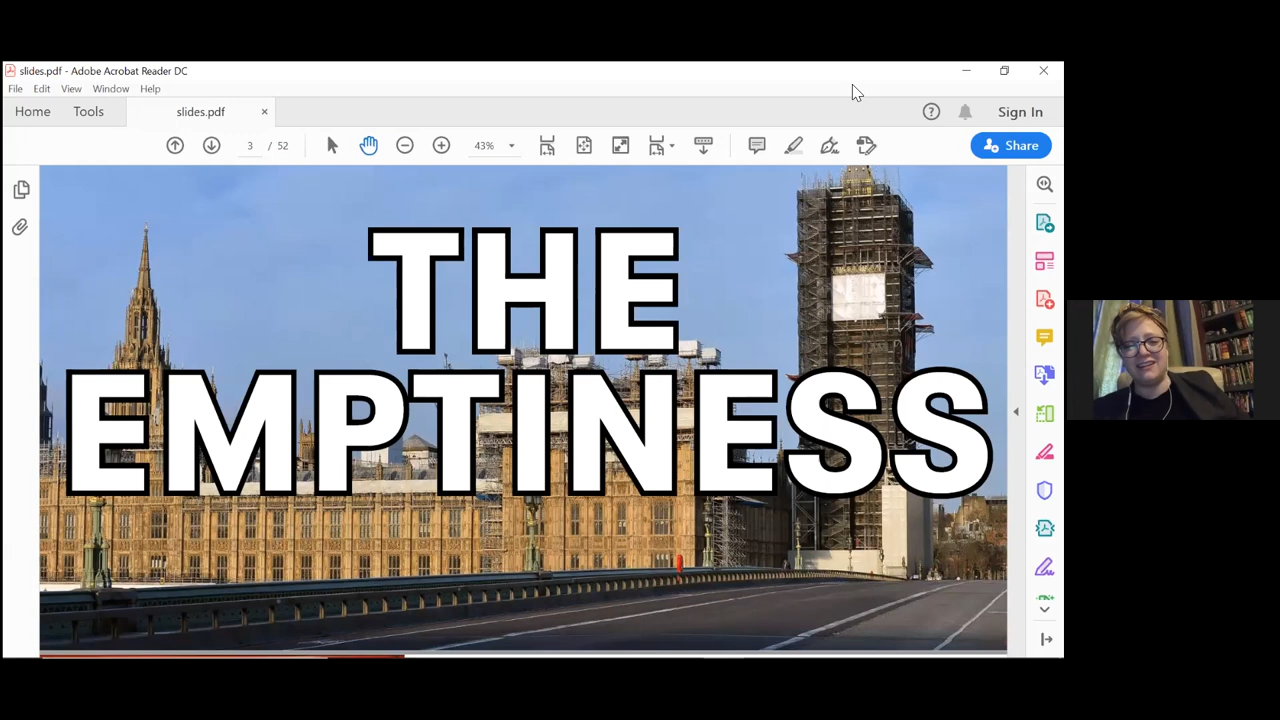 slides.pdf - Adobe Acrobat Reader DC
File Edit View Window Help
Home Tools slides.pdf × Sign In
3 / 52 43% Share
THE
EMPTINESS